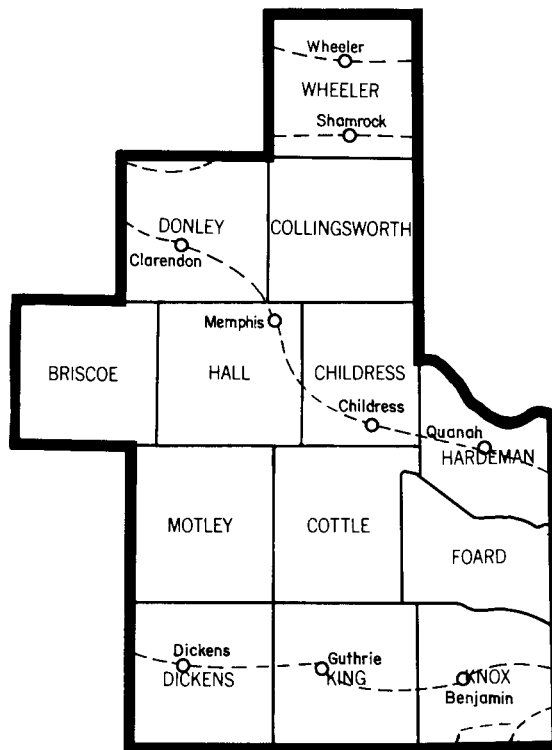 Wheeler
WHEELER
Shamrock
DONLEY
COLLINGSWORTH
Clarendon
Memphis
BRISCOE
HALL
CHILDRESS
Childress
Quanah
HARDEMAN
MOTLEY
COTTLE
FOARD
Dickens
DICKENS
Guthrie
KING
KNOX
Benjamin